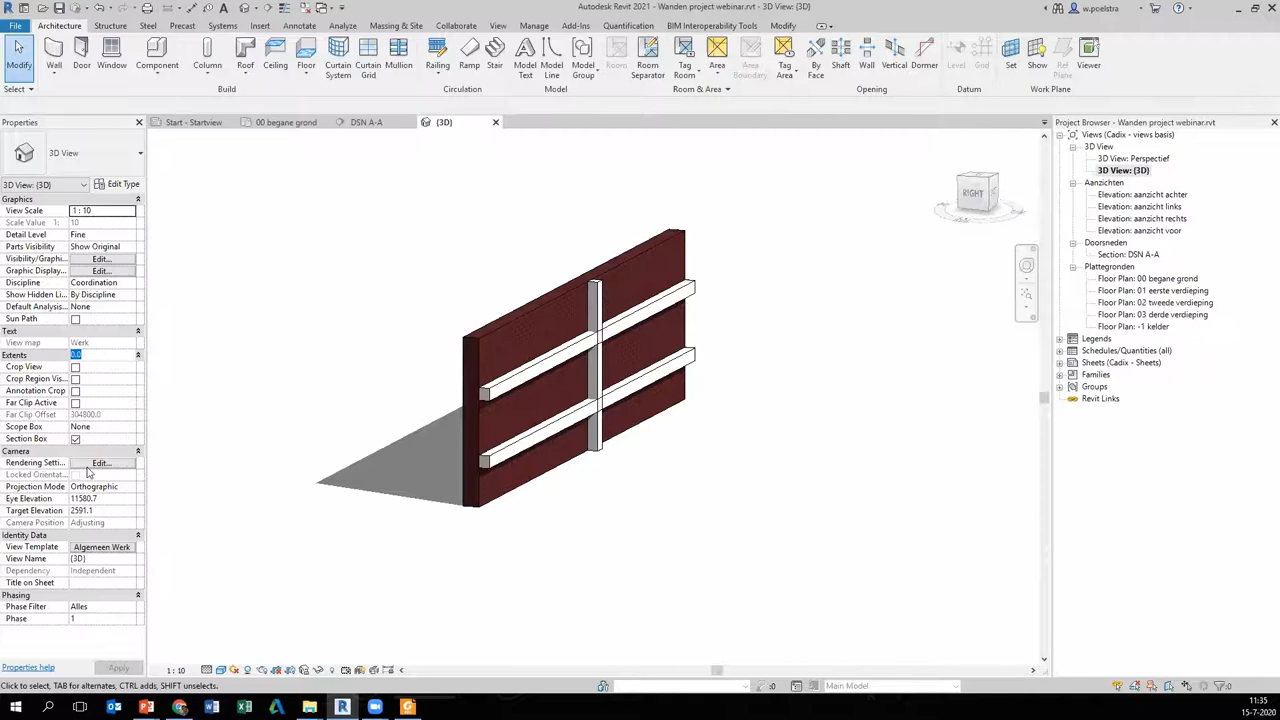 Autodesk Revit 2021 - Wanden project webinar.rvt - 3D View: {3D}
w.poelstra
File Architecture Structure Steel Precast Systems Insert Annotate Analyze Massing & Site Collaborate View Manage Add-Ins Quantification BIM Interoperability Tools Modify
Modify Wall Door Window Component Column Roof Ceiling Floor Curtain System Curtain Grid Mullion Railing Ramp Stair Model Text Model Line Model Group Room Room Separator Tag Room Area Area Boundary Tag Area By Face Shaft Wall Vertical Dormer Level Grid Set Show Ref Plane Viewer
Select Build Circulation Model Room & Area Opening Datum Work Plane
Properties
Start - Startview 00 begane grond DSN A-A {3D}
3D View
3D View: {3D} Edit Type
Graphics
View Scale 1 : 10
Scale Value 1: 10
Detail Level Fine
Parts Visibility Show Original
Visibility/Graphi... Edit...
Graphic Display... Edit...
Discipline Coordination
Show Hidden Li... By Discipline
Default Analysis... None
Sun Path
Text
View map Werk
Extents 0.0
Crop View
Crop Region Vis...
Annotation Crop
Far Clip Active
Far Clip Offset 304800.0
Scope Box None
Section Box
Camera
Rendering Setti... Edit...
Locked Orientat...
Projection Mode Orthographic
Eye Elevation 11580.7
Target Elevation 2591.1
Camera Position Adjusting
Identity Data
View Template Algemeen Werk
View Name {3D}
Dependency Independent
Title on Sheet
Phasing
Phase Filter Alles
Phase 1
Properties help Apply
RIGHT
Project Browser - Wanden project webinar.rvt
Views (Cadix - views basis)
3D View
3D View: Perspectief
3D View: {3D}
Aanzichten
Elevation: aanzicht achter
Elevation: aanzicht links
Elevation: aanzicht rechts
Elevation: aanzicht voor
Doorsneden
Section: DSN A-A
Plattegronden
Floor Plan: 00 begane grond
Floor Plan: 01 eerste verdieping
Floor Plan: 02 tweede verdieping
Floor Plan: 03 derde verdieping
Floor Plan: -1 kelder
Legends
Schedules/Quantities (all)
Sheets (Cadix - Sheets)
Families
Groups
Revit Links
1 : 10
Click to select, TAB for alternates, CTRL adds, SHIFT unselects.
:0
Main Model
:0
11:35
15-7-2020